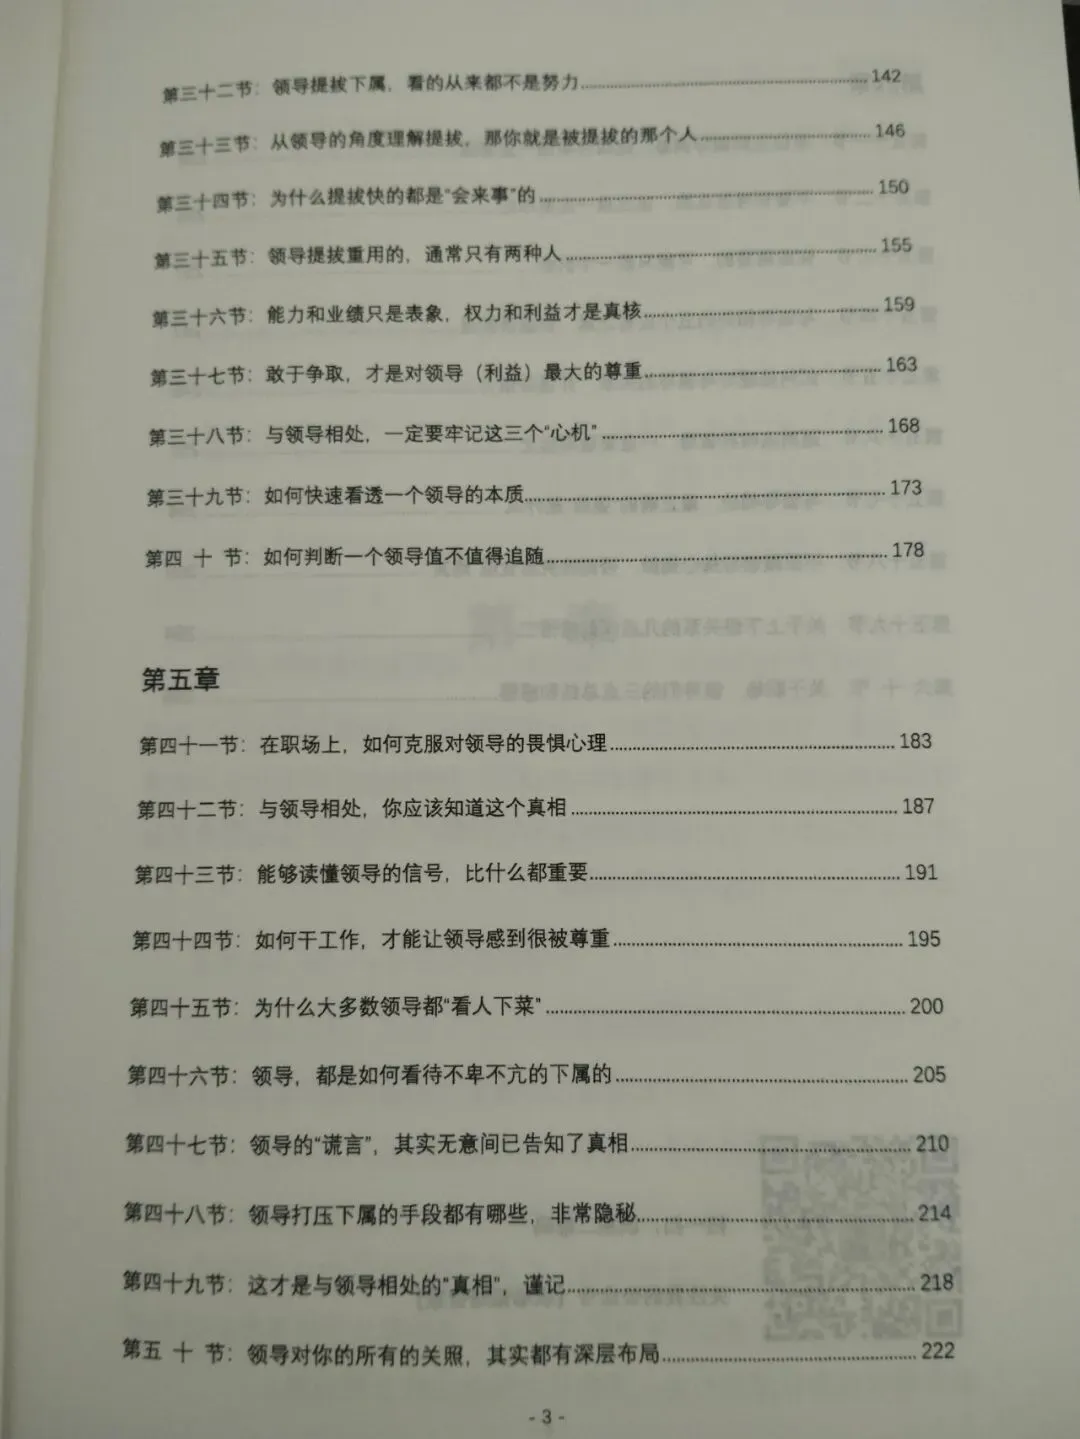 第三十二节：领导提拔下属，看的从来都不是努力 142
第三十三节：从领导的角度理解提拔，那你就是被提拔的那个人 146
第三十四节：为什么提拔快的都是“会来事”的 150
第三十五节：领导提拔重用的，通常只有两种人 155
第三十六节：能力和业绩只是表象，权力和利益才是真核 159
第三十七节：敢于争取，才是对领导（利益）最大的尊重 163
第三十八节：与领导相处，一定要牢记这三个“心机” 168
第三十九节：如何快速看透一个领导的本质 173
第四 十 节：如何判断一个领导值不值得追随 178
第五章
第四十一节：在职场上，如何克服对领导的畏惧心理 183
第四十二节：与领导相处，你应该知道这个真相 187
第四十三节：能够读懂领导的信号，比什么都重要 191
第四十四节：如何干工作，才能让领导感到很被尊重 195
第四十五节：为什么大多数领导都“看人下菜” 200
第四十六节：领导，都是如何看待不卑不亢的下属的 205
第四十七节：领导的“谎言”，其实无意间已告知了真相 210
第四十八节：领导打压下属的手段都有哪些，非常隐秘 214
第四十九节：这才是与领导相处的“真相”，谨记 218
第五 十 节：领导对你的所有的关照，其实都有深层布局 222
- 3 -